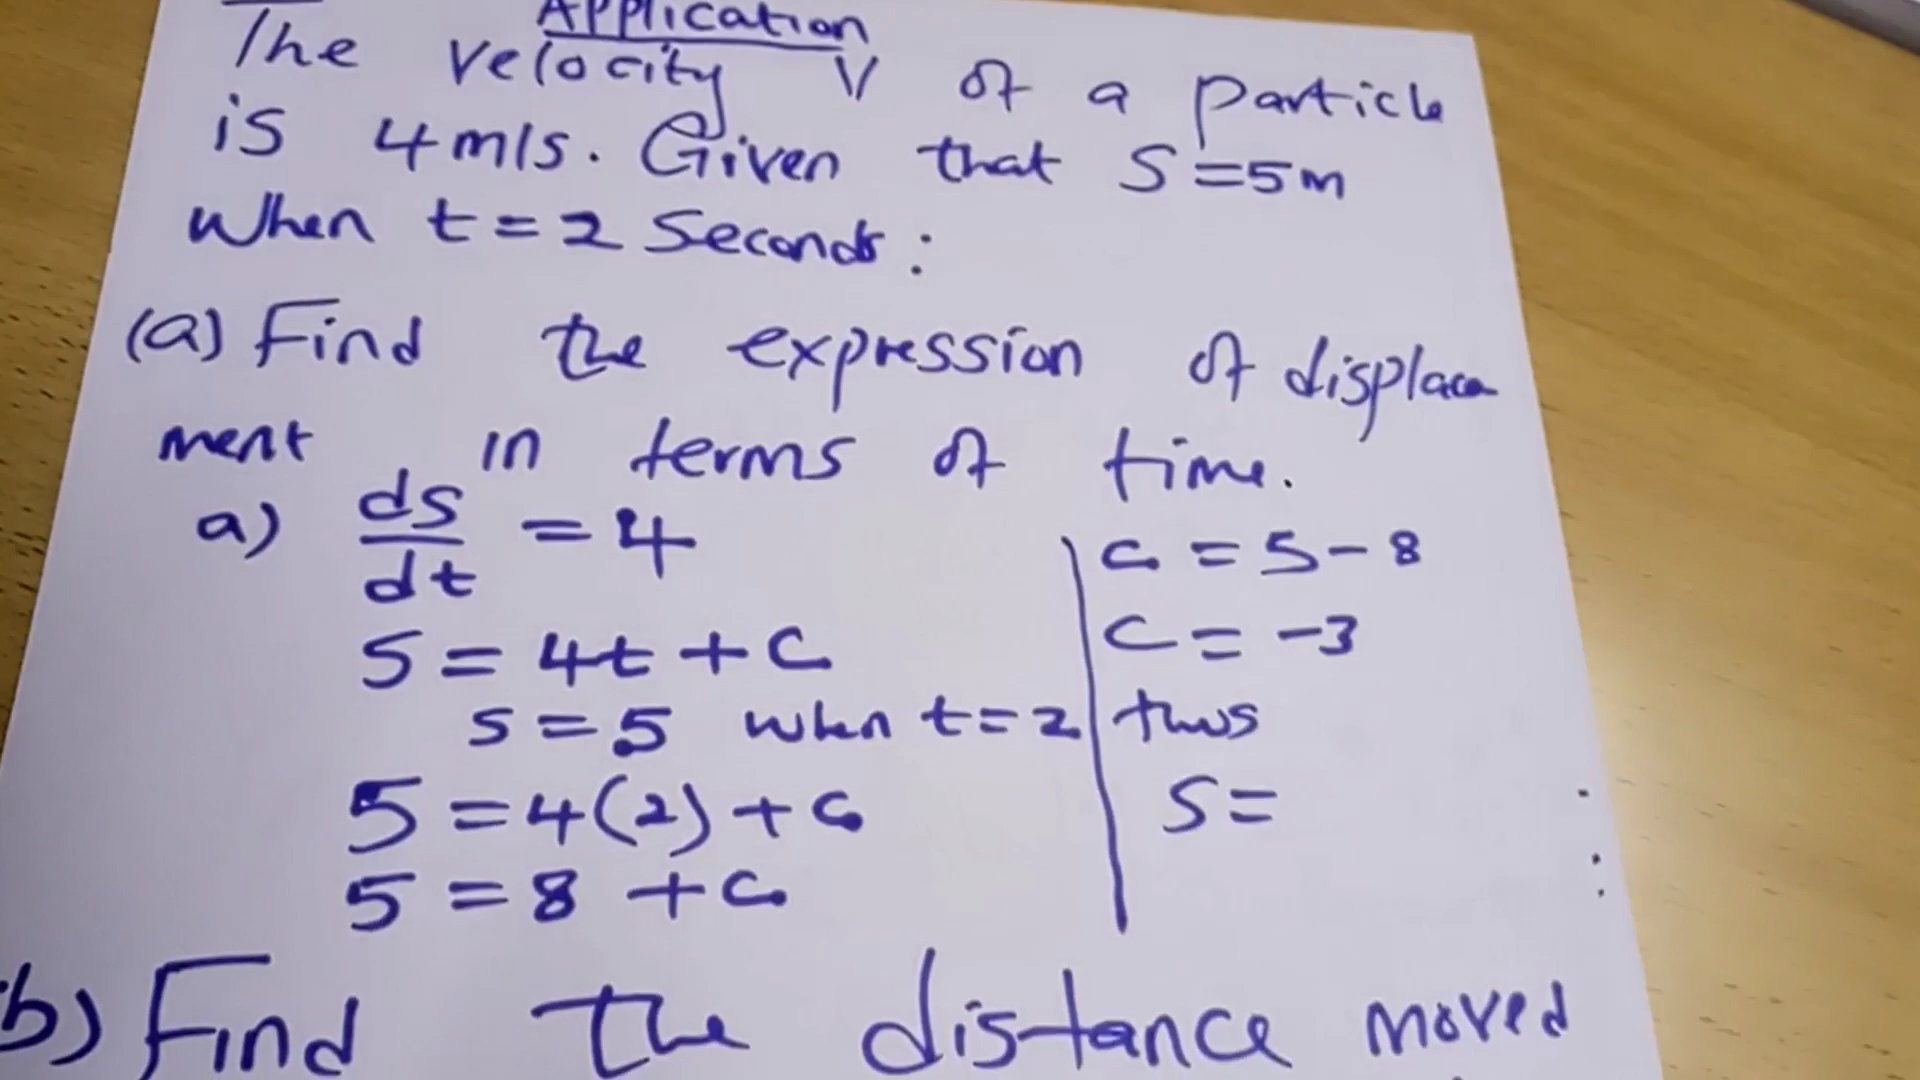 Application
The velocity V of a particle
is 4m/s. Given that S=5m
when t=2 Seconds:
(a) Find the expression of displace
ment in terms of time.
a) ds/dt = 4
S = 4t + C
s = 5 when t=2
5 = 4(2) + C
5 = 8 + C
C = 5 - 8
C = -3
thus
S =
b) Find the distance moved